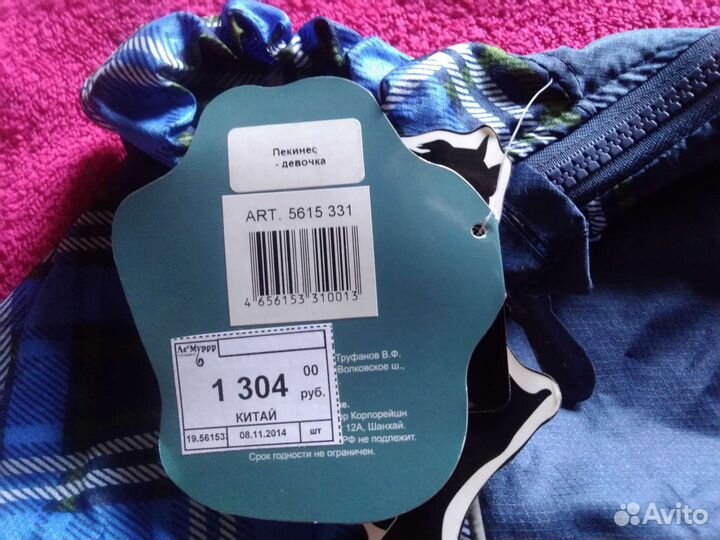 Пекинес
- девочка
ART. 5615 331
4 656153 310013
Ле'Муррр
1 304 00
руб.
КИТАЙ
19.56153
08.11.2014
шт
Труфанов В.Ф.
Волковское ш.,
р Корпорейшн
12А, Шанхай.
РФ не подлежит.
Срок годности не ограничен.
Avito